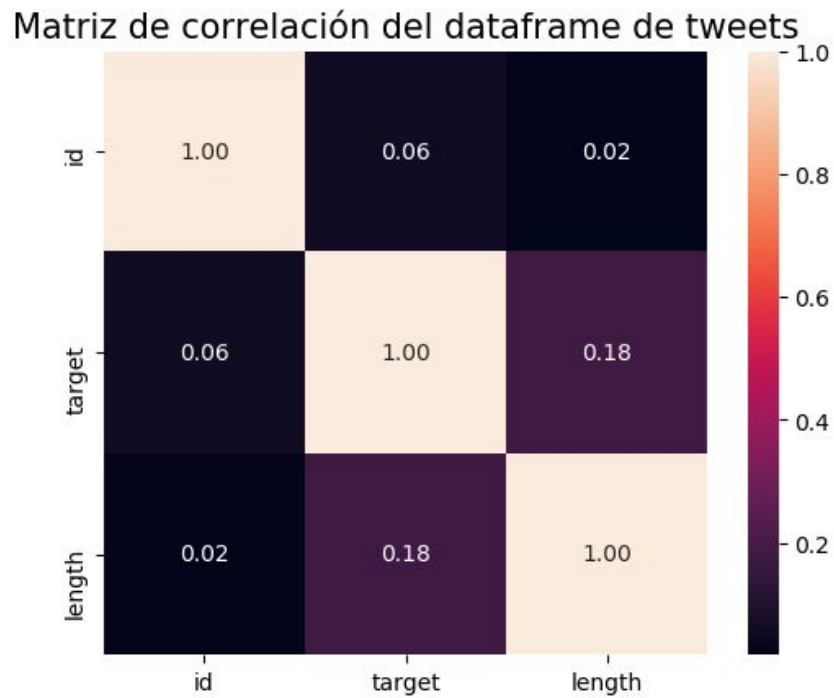 Matriz de correlación del dataframe de tweets
1.0
id 1.00 0.06 0.02
0.8
0.6
target 0.06 1.00 0.18
0.4
length 0.02 0.18 1.00
0.2
id target length